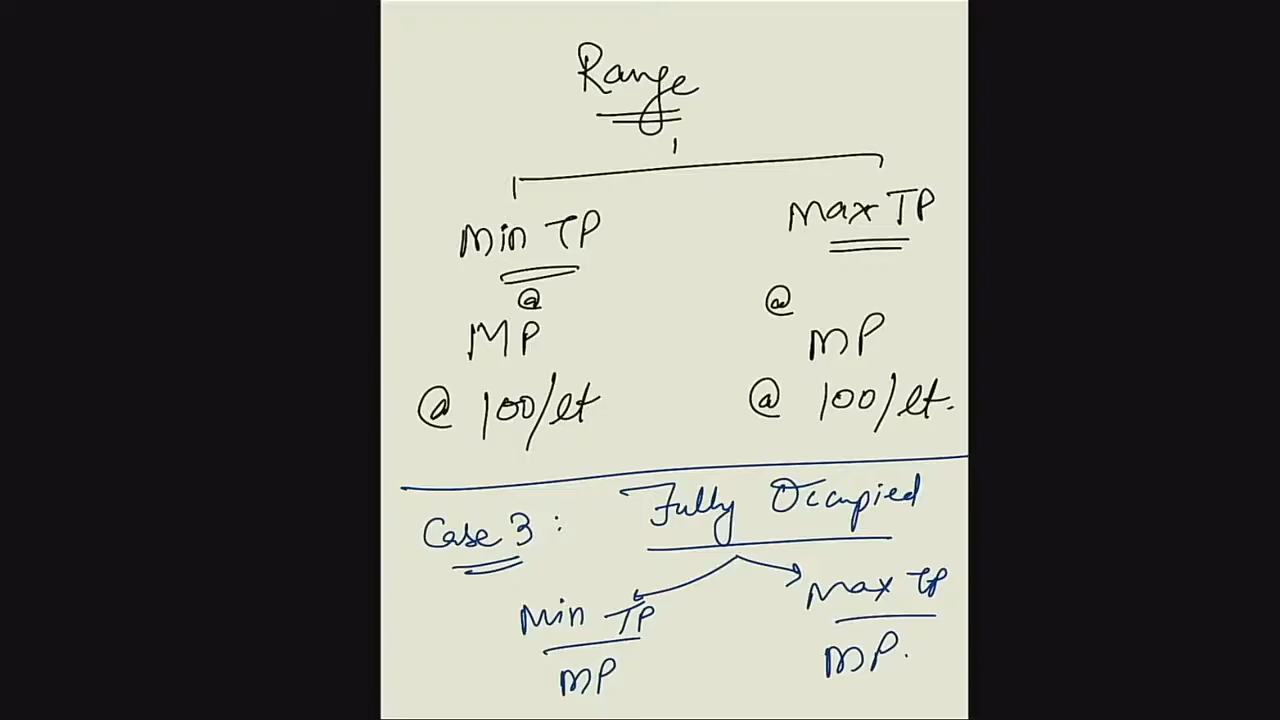 Range
Min TP
Max TP
@
@
MP
MP
@ 100/lt
@ 100/lt.
Case 3 : Fully Occupied
Min TP
Max TP
MP
MP.